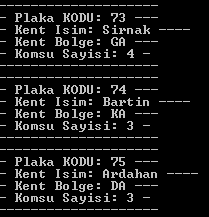 - Plaka KODU: 73 ---
- Kent Isim: Sirnak ----
- Kent Bolge: GA ---
- Komsu Sayisi: 4 -
--------------------
--------------------
- Plaka KODU: 74 ---
- Kent Isim: Bartin ----
- Kent Bolge: KA ---
- Komsu Sayisi: 3 -
--------------------
--------------------
- Plaka KODU: 75 ---
- Kent Isim: Ardahan ----
- Kent Bolge: DA ---
- Komsu Sayisi: 3 -
--------------------